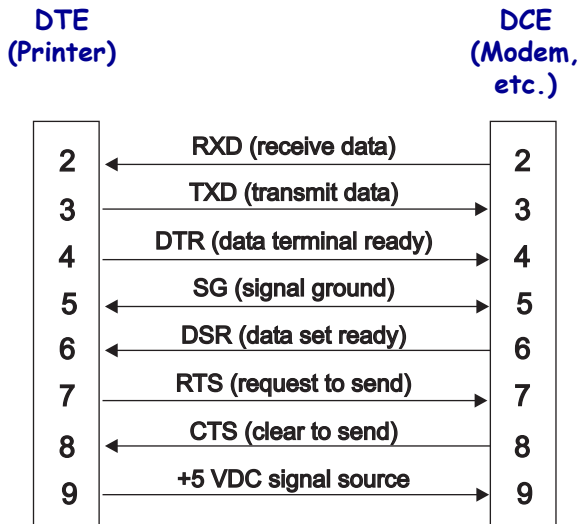 DTE
(Printer)
DCE
(Modem,
etc.)
2 RXD (receive data) 2
3 TXD (transmit data) 3
4 DTR (data terminal ready) 4
5 SG (signal ground) 5
6 DSR (data set ready) 6
7 RTS (request to send) 7
8 CTS (clear to send) 8
9 +5 VDC signal source 9